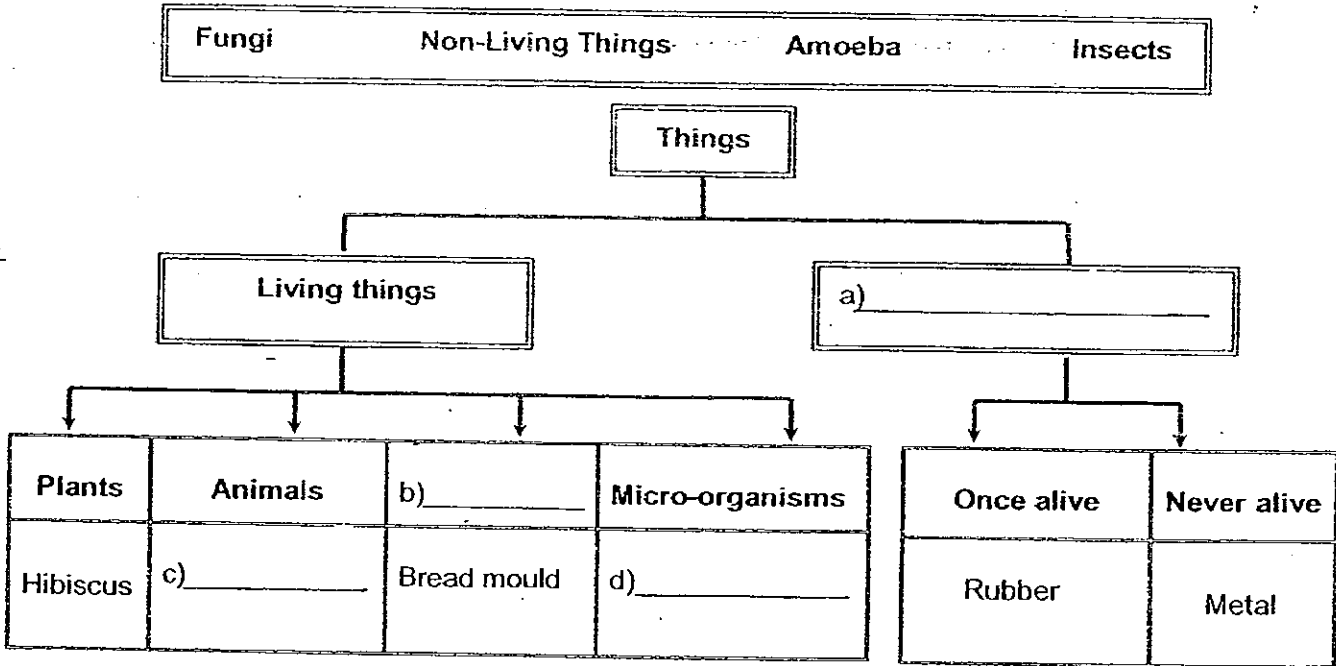 Fungi Non-Living Things Amoeba Insects
Things
Living things
a)
Plants Animals b) Micro-organisms
Once alive Never alive
Hibiscus c) Bread mould d)
Rubber Metal